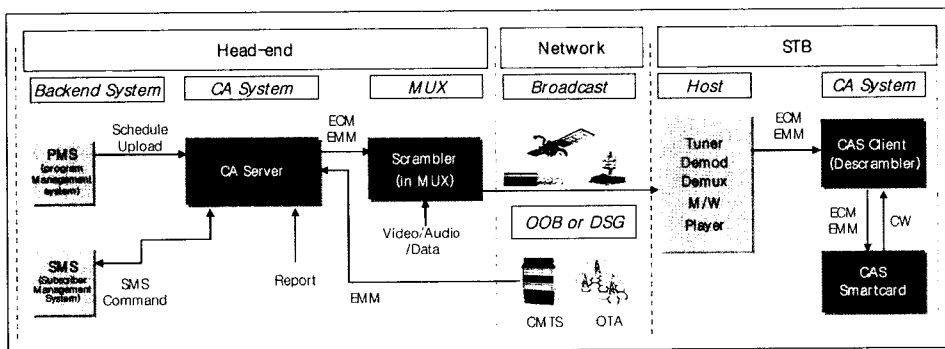 Head-end
Network
STB
Backend System
CA System
MUX
Broadcast
Host
CA System
PMS
(program
Management
system)
Schedule
Upload
CA Server
ECM
EMM
Scrambler
(in MUX)
Tuner
Demod
Demux
M/W
Player
ECM
EMM
CAS Client
(Descrambler)
OOB or DSG
Video/Audio
/Data
ECM
EMM
CW
SMS
(Subscriber
Management
System)
SMS
Command
Report
EMM
CMTS
OTA
CAS
Smartcard